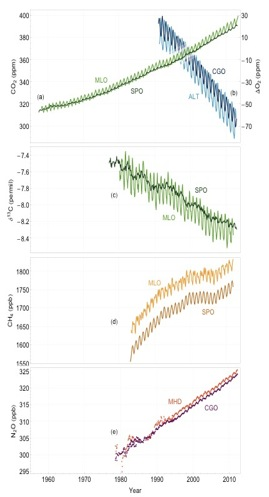 400
380
360
340
320
300
CO₂ (ppm)
30
10
-10
-30
-50
-70
ΔO₂ (ppm)
(a)
MLO
SPO
CGO
ALT
(b)
-7.4
-7.6
-7.8
-8.0
-8.2
-8.4
δ¹³C (permil)
(c)
SPO
MLO
1800
1750
1700
1650
1600
1550
CH₄ (ppb)
MLO
SPO
(d)
325
320
315
310
305
300
295
N₂O (ppb)
MHD
CGO
(e)
1960 1970 1980 1990 2000 2010
Year